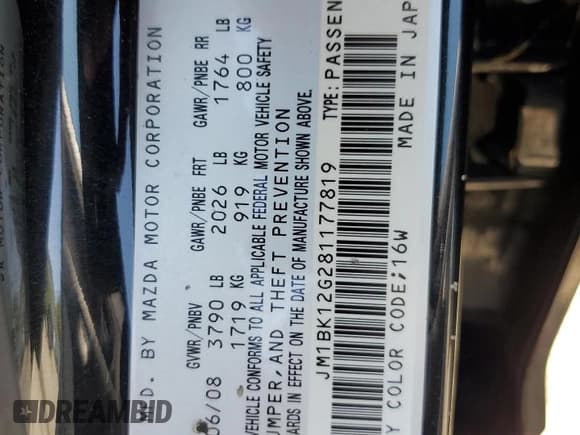 MFD. BY MAZDA MOTOR CORPORATION
GVWR/PNBV GAWR/PNBE FRT GAWR/PNBE RR
06/08 3790 LB 2026 LB 1764 LB
1719 KG 919 KG 800 KG
VEHICLE CONFORMS TO ALL APPLICABLE FEDERAL MOTOR VEHICLE SAFETY
UMPER, AND THEFT PREVENTION
ARDS IN EFFECT ON THE DATE OF MANUFACTURE SHOWN ABOVE.
JM1BK12G281177819 TYPE: PASSEN
Y COLOR CODE;16W MADE IN JAP
DREAMBID